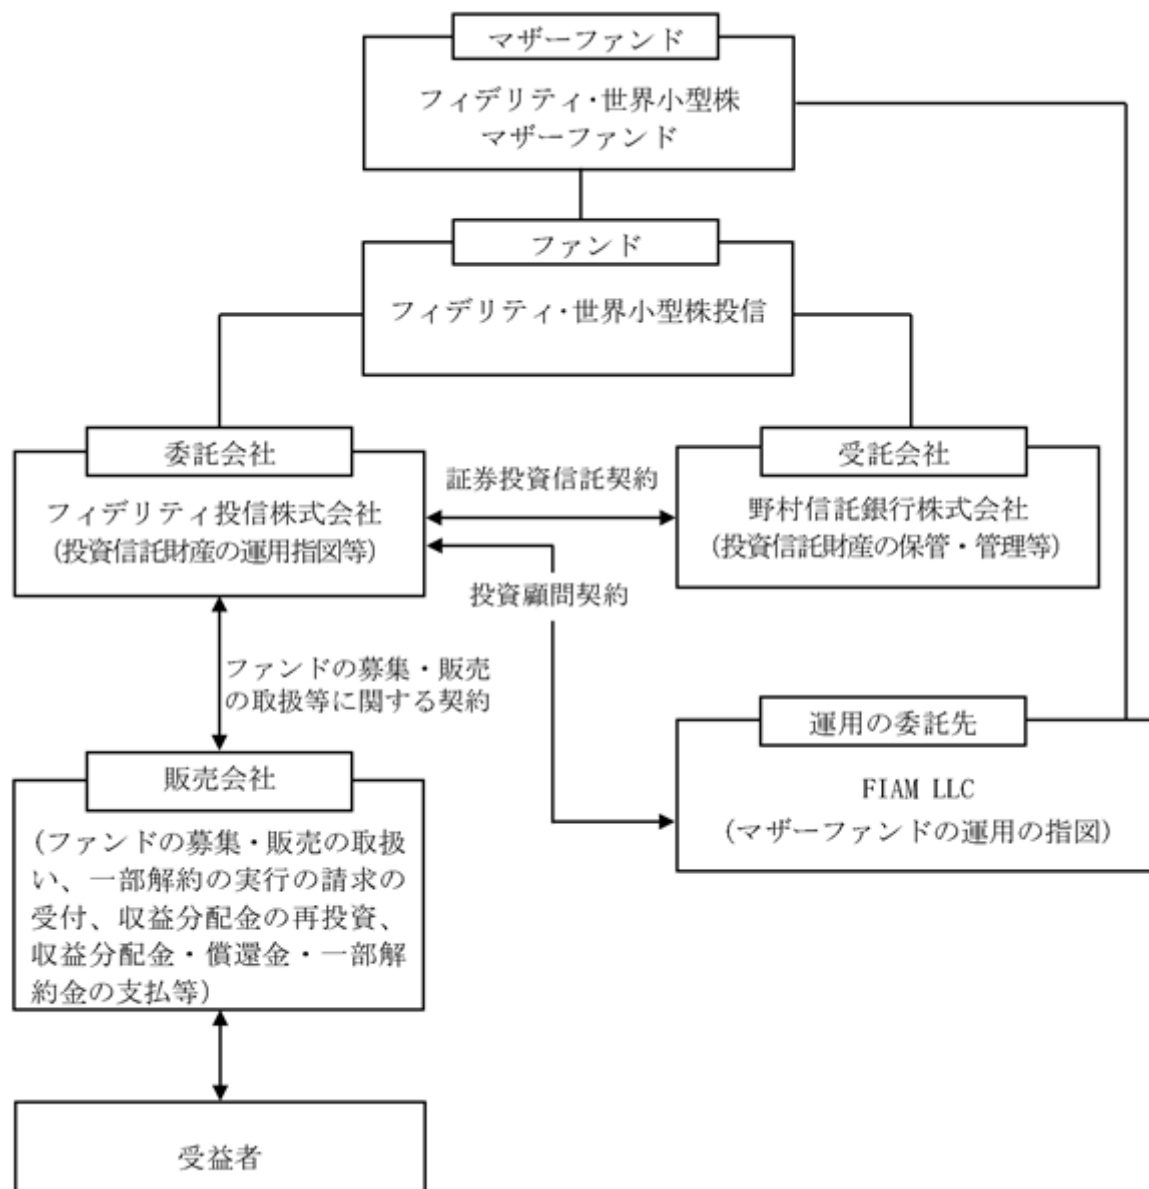 マザーファンド
フィデリティ・世界小型株
マザーファンド
ファンド
フィデリティ・世界小型株投信
委託会社
フィデリティ投信株式会社
(投資信託財産の運用指図等)
証券投資信託契約
受託会社
野村信託銀行株式会社
(投資信託財産の保管・管理等)
投資顧問契約
ファンドの募集・販売
の取扱等に関する契約
運用の委託先
FIAM LLC
(マザーファンドの運用の指図)
販売会社
(ファンドの募集・販売の取扱
い、一部解約の実行の請求の
受付、収益分配金の再投資、
収益分配金・償還金・一部解
約金の支払等)
受益者